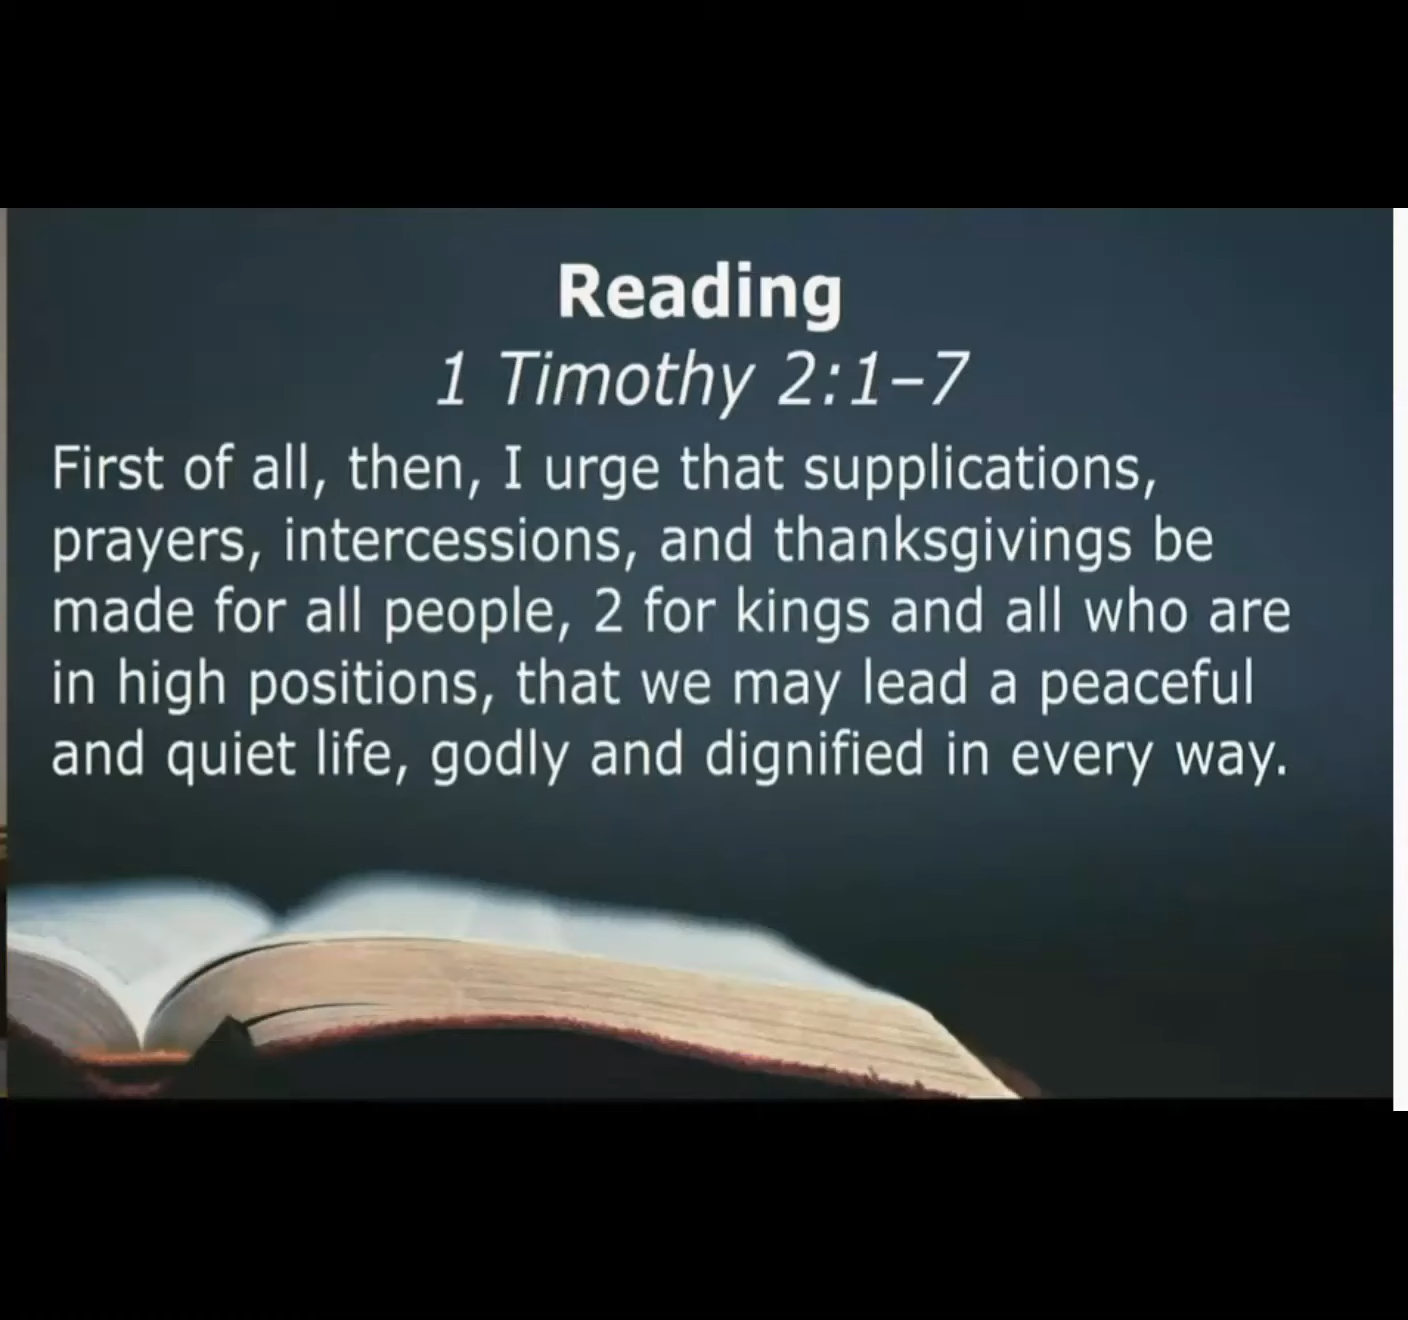 Reading
1 Timothy 2:1–7
First of all, then, I urge that supplications,
prayers, intercessions, and thanksgivings be
made for all people, 2 for kings and all who are
in high positions, that we may lead a peaceful
and quiet life, godly and dignified in every way.